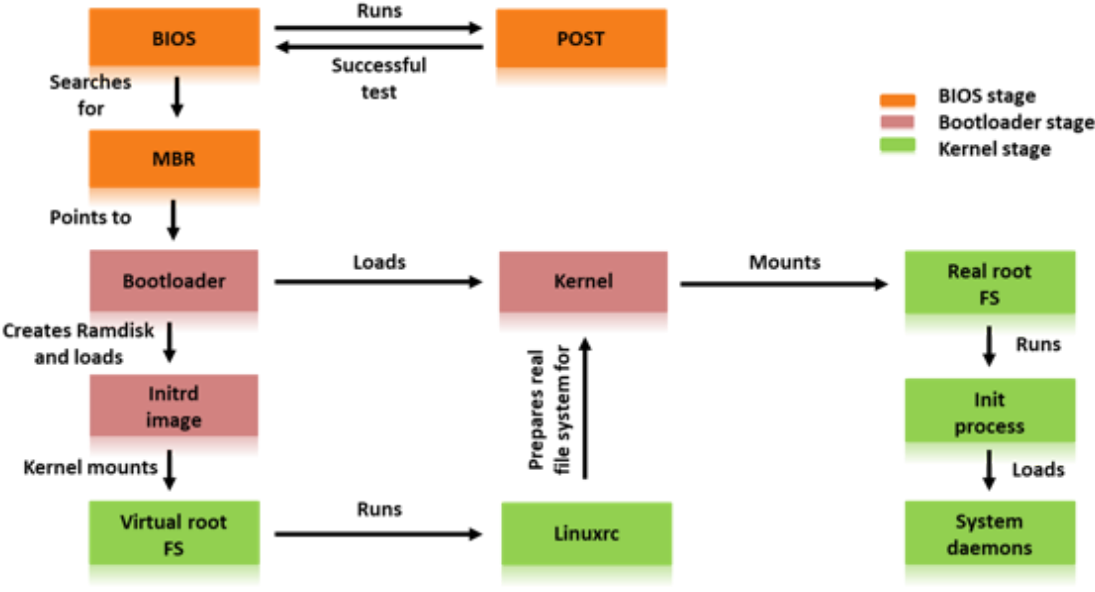 Runs
BIOS
POST
Successful
test
Searches
for
BIOS stage
Bootloader stage
Kernel stage
MBR
Points to
Bootloader
Loads
Kernel
Mounts
Real root
FS
Creates Ramdisk
and loads
Runs
Initrd
image
Prepares real
file system for
Init
process
Kernel mounts
Loads
Virtual root
FS
Runs
Linuxrc
System
daemons